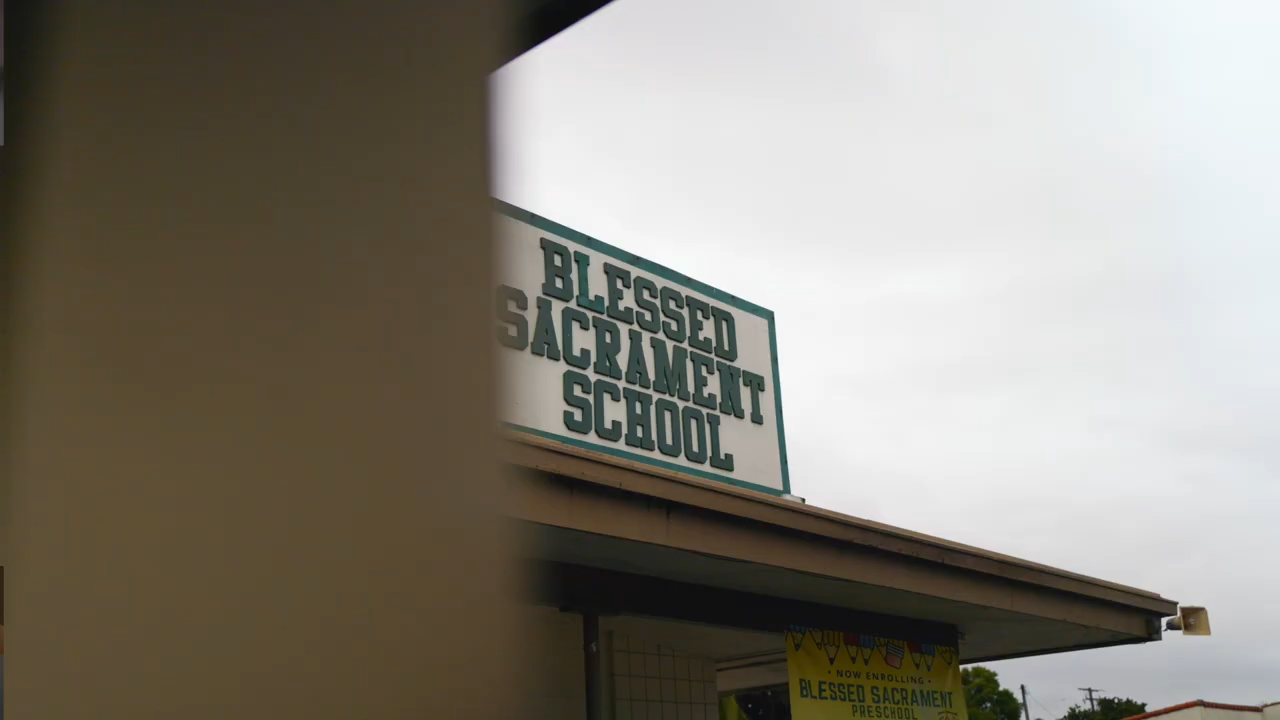 BLESSED
SACRAMENT
SCHOOL
• NOW ENROLLING •
BLESSED SACRAMENT
PRESCHOOL